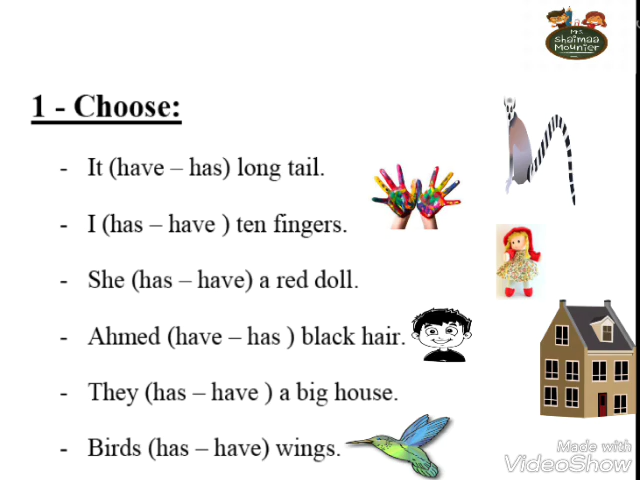 Mrs.
Shaimaa
Mounier
1 - Choose:
- It (have – has) long tail.
- I (has – have ) ten fingers.
- She (has – have) a red doll.
- Ahmed (have – has ) black hair.
- They (has – have ) a big house.
- Birds (has – have) wings.
Made with
VideoShow